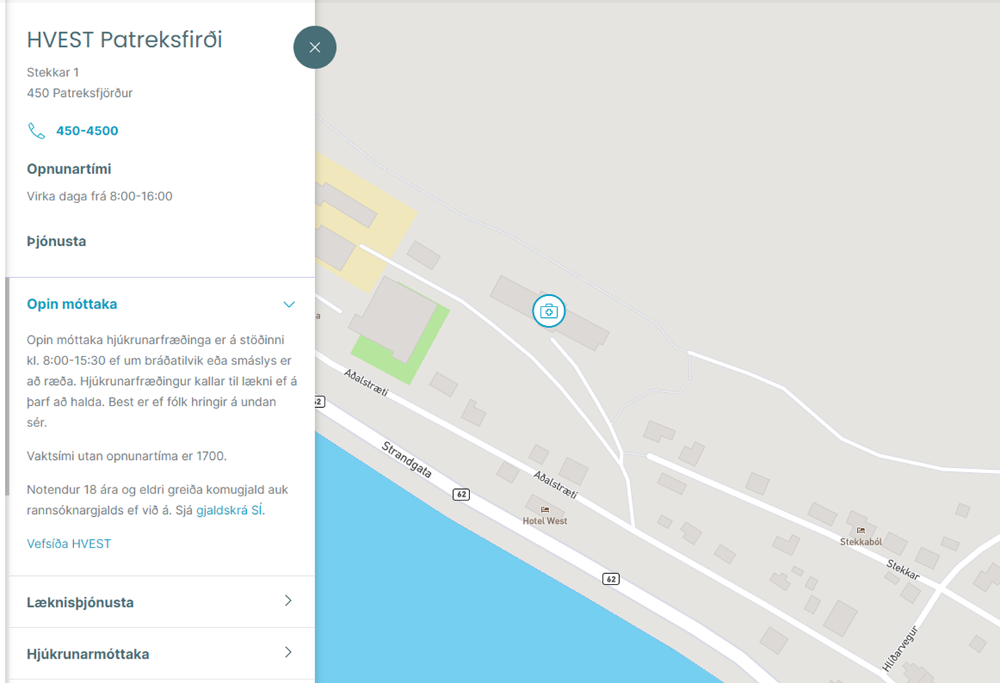 HVEST Patreksfirði
Stekkar 1
450 Patreksfjörður
450-4500
Opnunartími
Virka daga frá 8:00-16:00
Þjónusta
Opin móttaka
Opin móttaka hjúkrunarfræðinga er á stöðinni
kl. 8:00-15:30 ef um bráðatilvik eða smáslys er
að ræða. Hjúkrunarfræðingur kallar til lækni ef á
þarf að halda. Best er ef fólk hringir á undan
sér.
Vaktsími utan opnunartíma er 1700.
Notendur 18 ára og eldri greiða komugjald auk
rannsóknargjalds ef við á. Sjá gjaldskrá SÍ.
Vefsíða HVEST
Læknisþjónusta
Hjúkrunarmóttaka
Aðalstræti
Strandgata
62
Aðalstræti
Hotel West
62
Stekkaból
Stekkar
Hlíðarvegur